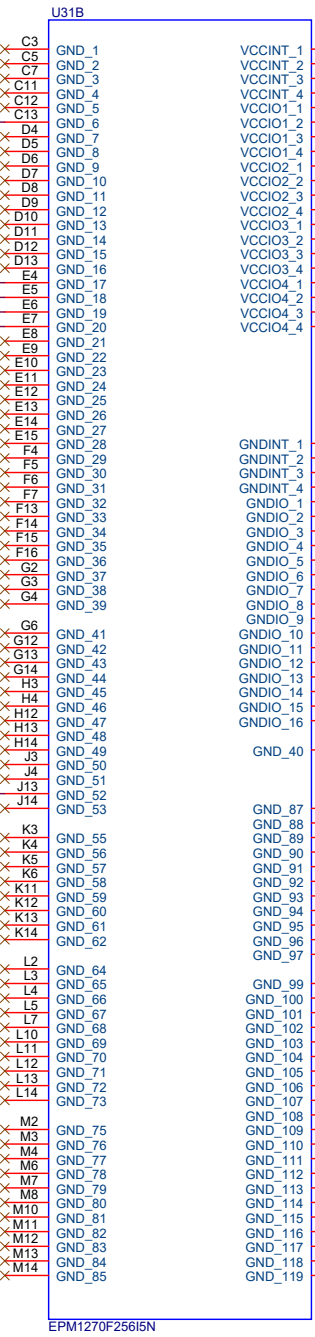 U31B
C3 GND_1 VCCINT_1
C5 GND_2 VCCINT_2
C7 GND_3 VCCINT_3
C11 GND_4 VCCINT_4
C12 GND_5 VCCIO1_1
C13 GND_6 VCCIO1_2
D4 GND_7 VCCIO1_3
D5 GND_8 VCCIO1_4
D6 GND_9 VCCIO2_1
D7 GND_10 VCCIO2_2
D8 GND_11 VCCIO2_3
D9 GND_12 VCCIO2_4
D10 GND_13 VCCIO3_1
D11 GND_14 VCCIO3_2
D12 GND_15 VCCIO3_3
D13 GND_16 VCCIO3_4
E4 GND_17 VCCIO4_1
E5 GND_18 VCCIO4_2
E6 GND_19 VCCIO4_3
E7 GND_20 VCCIO4_4
E8 GND_21
E9 GND_22
E10 GND_23
E11 GND_24
E12 GND_25
E13 GND_26
E14 GND_27
E15 GND_28 GNDINT_1
F4 GND_29 GNDINT_2
F5 GND_30 GNDINT_3
F6 GND_31 GNDINT_4
F7 GND_32 GNDIO_1
F13 GND_33 GNDIO_2
F14 GND_34 GNDIO_3
F15 GND_35 GNDIO_4
F16 GND_36 GNDIO_5
G2 GND_37 GNDIO_6
G3 GND_38 GNDIO_7
G4 GND_39 GNDIO_8
GNDIO_9
G6 GND_41 GNDIO_10
G12 GND_42 GNDIO_11
G13 GND_43 GNDIO_12
G14 GND_44 GNDIO_13
H3 GND_45 GNDIO_14
H4 GND_46 GNDIO_15
H12 GND_47 GNDIO_16
H13 GND_48
H14 GND_49 GND_40
J3 GND_50
J4 GND_51
J13 GND_52
J14 GND_53 GND_87
GND_88
K3 GND_55 GND_89
K4 GND_56 GND_90
K5 GND_57 GND_91
K6 GND_58 GND_92
K11 GND_59 GND_93
K12 GND_60 GND_94
K13 GND_61 GND_95
K14 GND_62 GND_96
GND_97
L2 GND_64
L3 GND_65 GND_99
L4 GND_66 GND_100
L5 GND_67 GND_101
L7 GND_68 GND_102
L10 GND_69 GND_103
L11 GND_70 GND_104
L12 GND_71 GND_105
L13 GND_72 GND_106
L14 GND_73 GND_107
GND_108
M2 GND_75 GND_109
M3 GND_76 GND_110
M4 GND_77 GND_111
M6 GND_78 GND_112
M7 GND_79 GND_113
M8 GND_80 GND_114
M10 GND_81 GND_115
M11 GND_82 GND_116
M12 GND_83 GND_117
M13 GND_84 GND_118
M14 GND_85 GND_119
EPM1270F256I5N